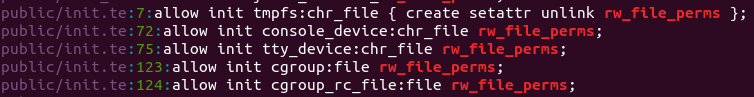 public/init.te:7:allow init tmpfs:chr_file { create setattr unlink rw_file_perms };
public/init.te:72:allow init console_device:chr_file rw_file_perms;
public/init.te:75:allow init tty_device:chr_file rw_file_perms;
public/init.te:123:allow init cgroup:file rw_file_perms;
public/init.te:124:allow init cgroup_rc_file:file rw_file_perms;